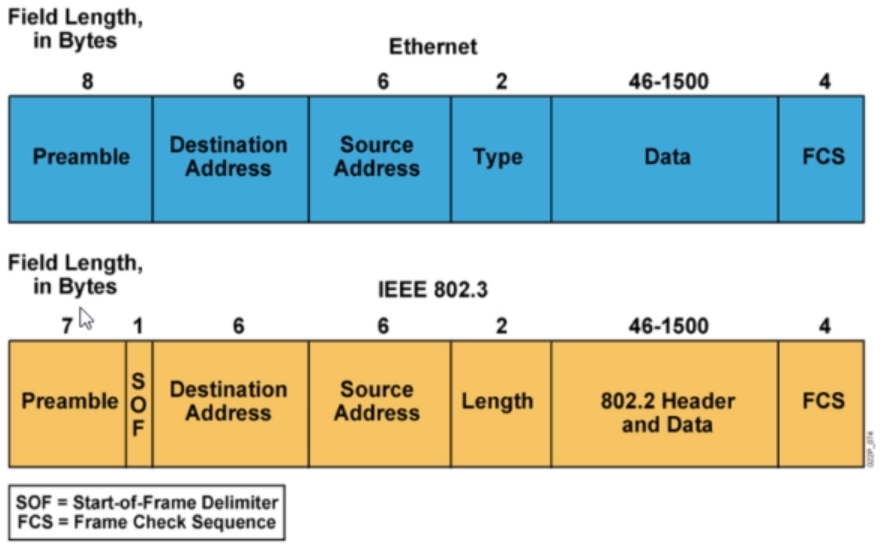 Field Length,
in Bytes
Ethernet
8 6 6 2 46-1500 4
Preamble
Destination
Address
Source
Address
Type
Data
FCS
Field Length,
in Bytes
IEEE 802.3
7 1 6 6 2 46-1500 4
Preamble
S
O
F
Destination
Address
Source
Address
Length
802.2 Header
and Data
FCS
SOF = Start-of-Frame Delimiter
FCS = Frame Check Sequence